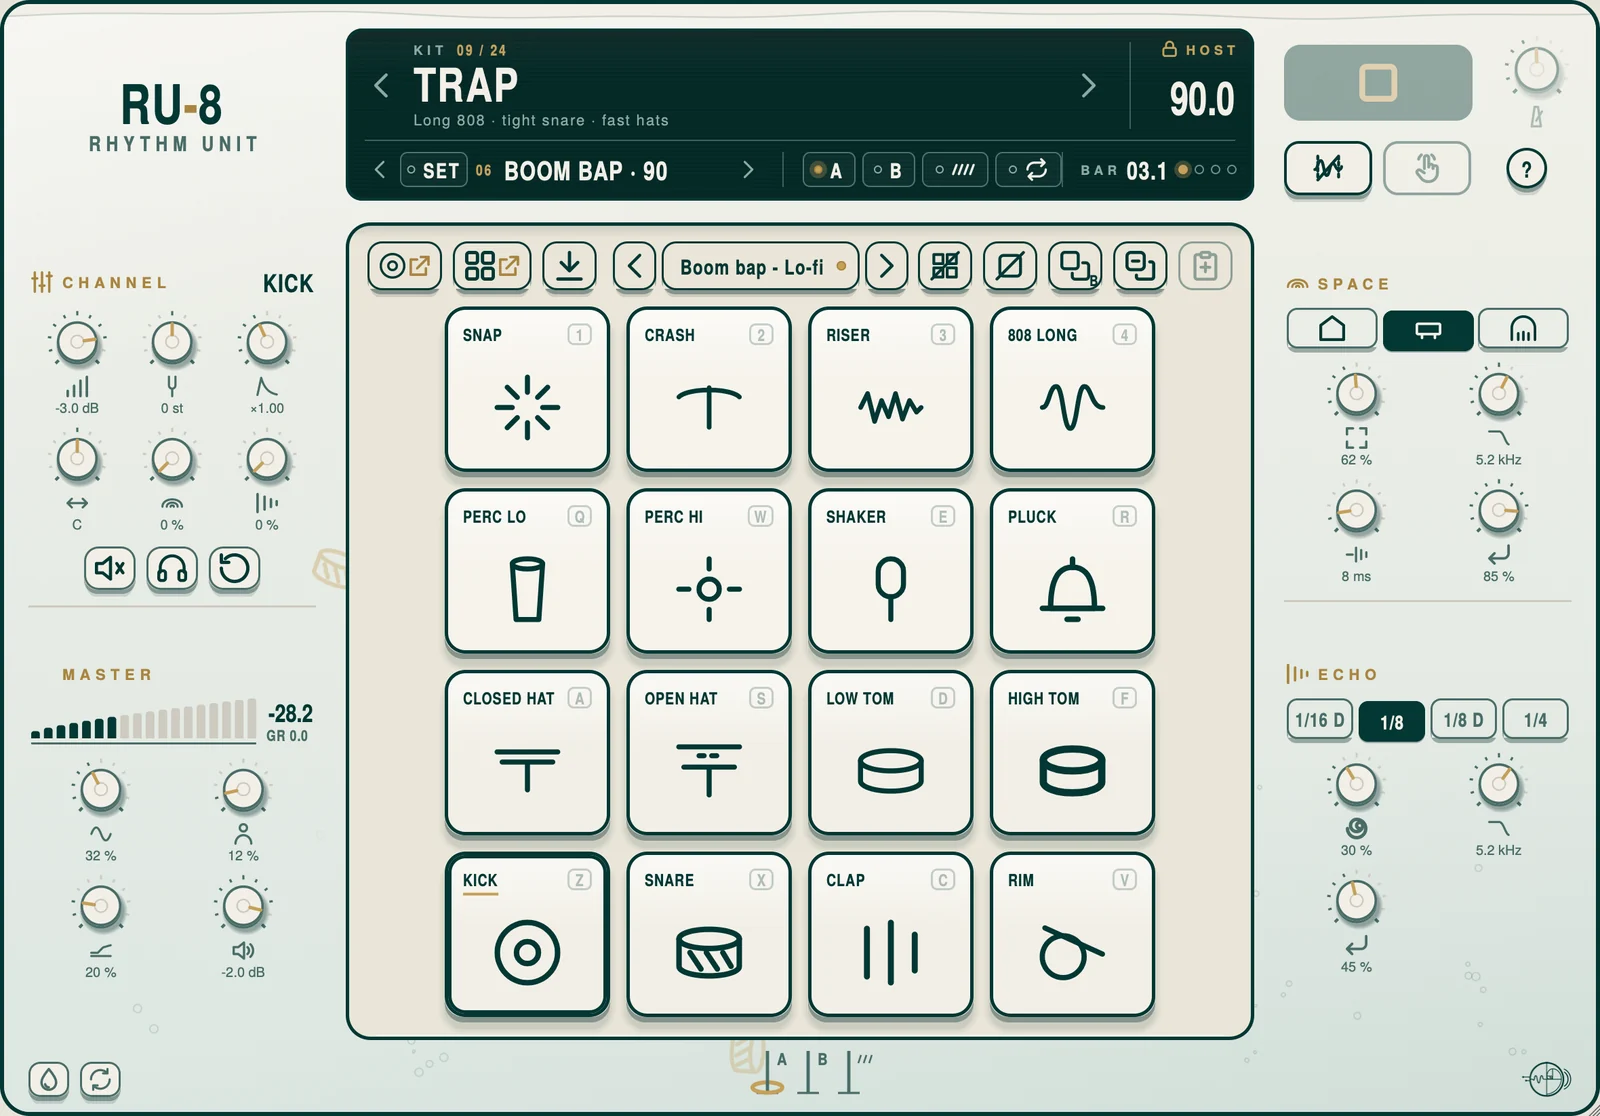 RU-8
RHYTHM UNIT
KIT 09 / 24
TRAP
Long 808 · tight snare · fast hats
HOST
90.0
SET 06 BOOM BAP · 90
A B
BAR 03.1
?
CHANNEL KICK
-3.0 dB 0 st ×1.00
C 0 % 0 %
MASTER
-28.2
GR 0.0
32 % 12 %
20 % -2.0 dB
Boom bap - Lo-fi
B
SNAP 1
CRASH 2
RISER 3
808 LONG 4
PERC LO Q
PERC HI W
SHAKER E
PLUCK R
CLOSED HAT A
OPEN HAT S
LOW TOM D
HIGH TOM F
KICK Z
SNARE X
CLAP C
RIM V
A B
SPACE
62 % 5.2 kHz
8 ms 85 %
ECHO
1/16 D 1/8 1/8 D 1/4
30 % 5.2 kHz
45 %